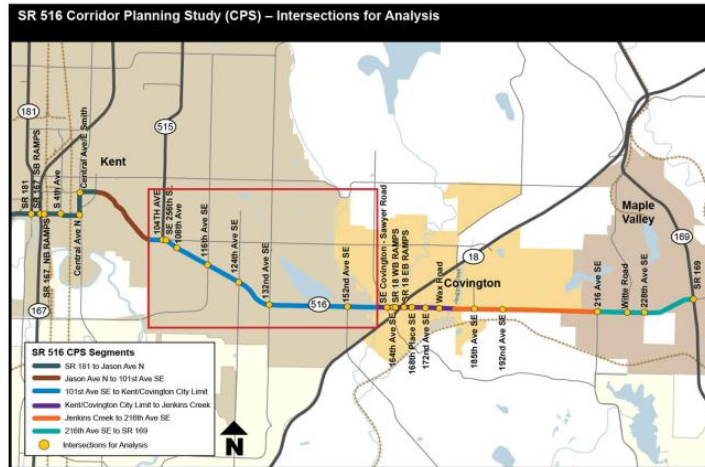 SR 516 Corridor Planning Study (CPS) – Intersections for Analysis
181
SR 181
SR 167 SB RAMPS
SR 167 NB RAMPS
S 4th Ave
Central Ave/E Smith
Central Ave N
Kent
515
104TH AVE
SE 256th St
108th Ave
116th Ave SE
124th Ave SE
132nd Ave SE
516
152nd Ave SE
SE Covington - Sawyer Road
SR 18 WB RAMPS
SR 18 EB RAMPS
164th Ave SE
168th Place SE
172nd Ave SE
Wax Road
18
Covington
185th Ave SE
192nd Ave SE
216 Ave SE
Witte Road
228th Ave SE
Maple
Valley
169
SR 169
167
SR 516 CPS Segments
SR 181 to Jason Ave N
Jason Ave N to 101st Ave SE
101st Ave SE to Kent/Covington City Limit
Kent/Covington City Limit to Jenkins Creek
Jenkins Creek to 216th Ave SE
216th Ave SE to SR 169
Intersections for Analysis
N